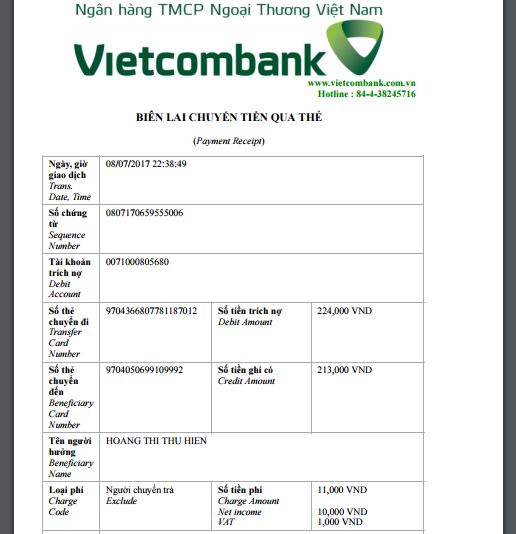 Ngân hàng TMCP Ngoại Thương Việt Nam
Vietcombank
www.vietcombank.com.vn
Hotline : 84-4-38245716
BIÊN LAI CHUYỂN TIỀN QUA THẺ
(Payment Receipt)
Ngày, giờ
giao dịch
Trans.
Date, Time
08/07/2017 22:38:49
Số chứng
từ
Sequence
Number
0807170659555006
Tài khoản
trích nợ
Debit
Account
0071000805680
Số thẻ
chuyển đi
Transfer
Card
Number
9704366807781187012
Số tiền trích nợ
Debit Amount
224,000 VND
Số thẻ
chuyển
đến
Beneficiary
Card
Number
9704050699109992
Số tiền ghi có
Credit Amount
213,000 VND
Tên người
hưởng
Beneficiary
Name
HOANG THI THU HIEN
Loại phí
Charge
Code
Người chuyển trả
Exclude
Số tiền phí
Charge Amount
Net income
VAT
11,000 VND
10,000 VND
1,000 VND